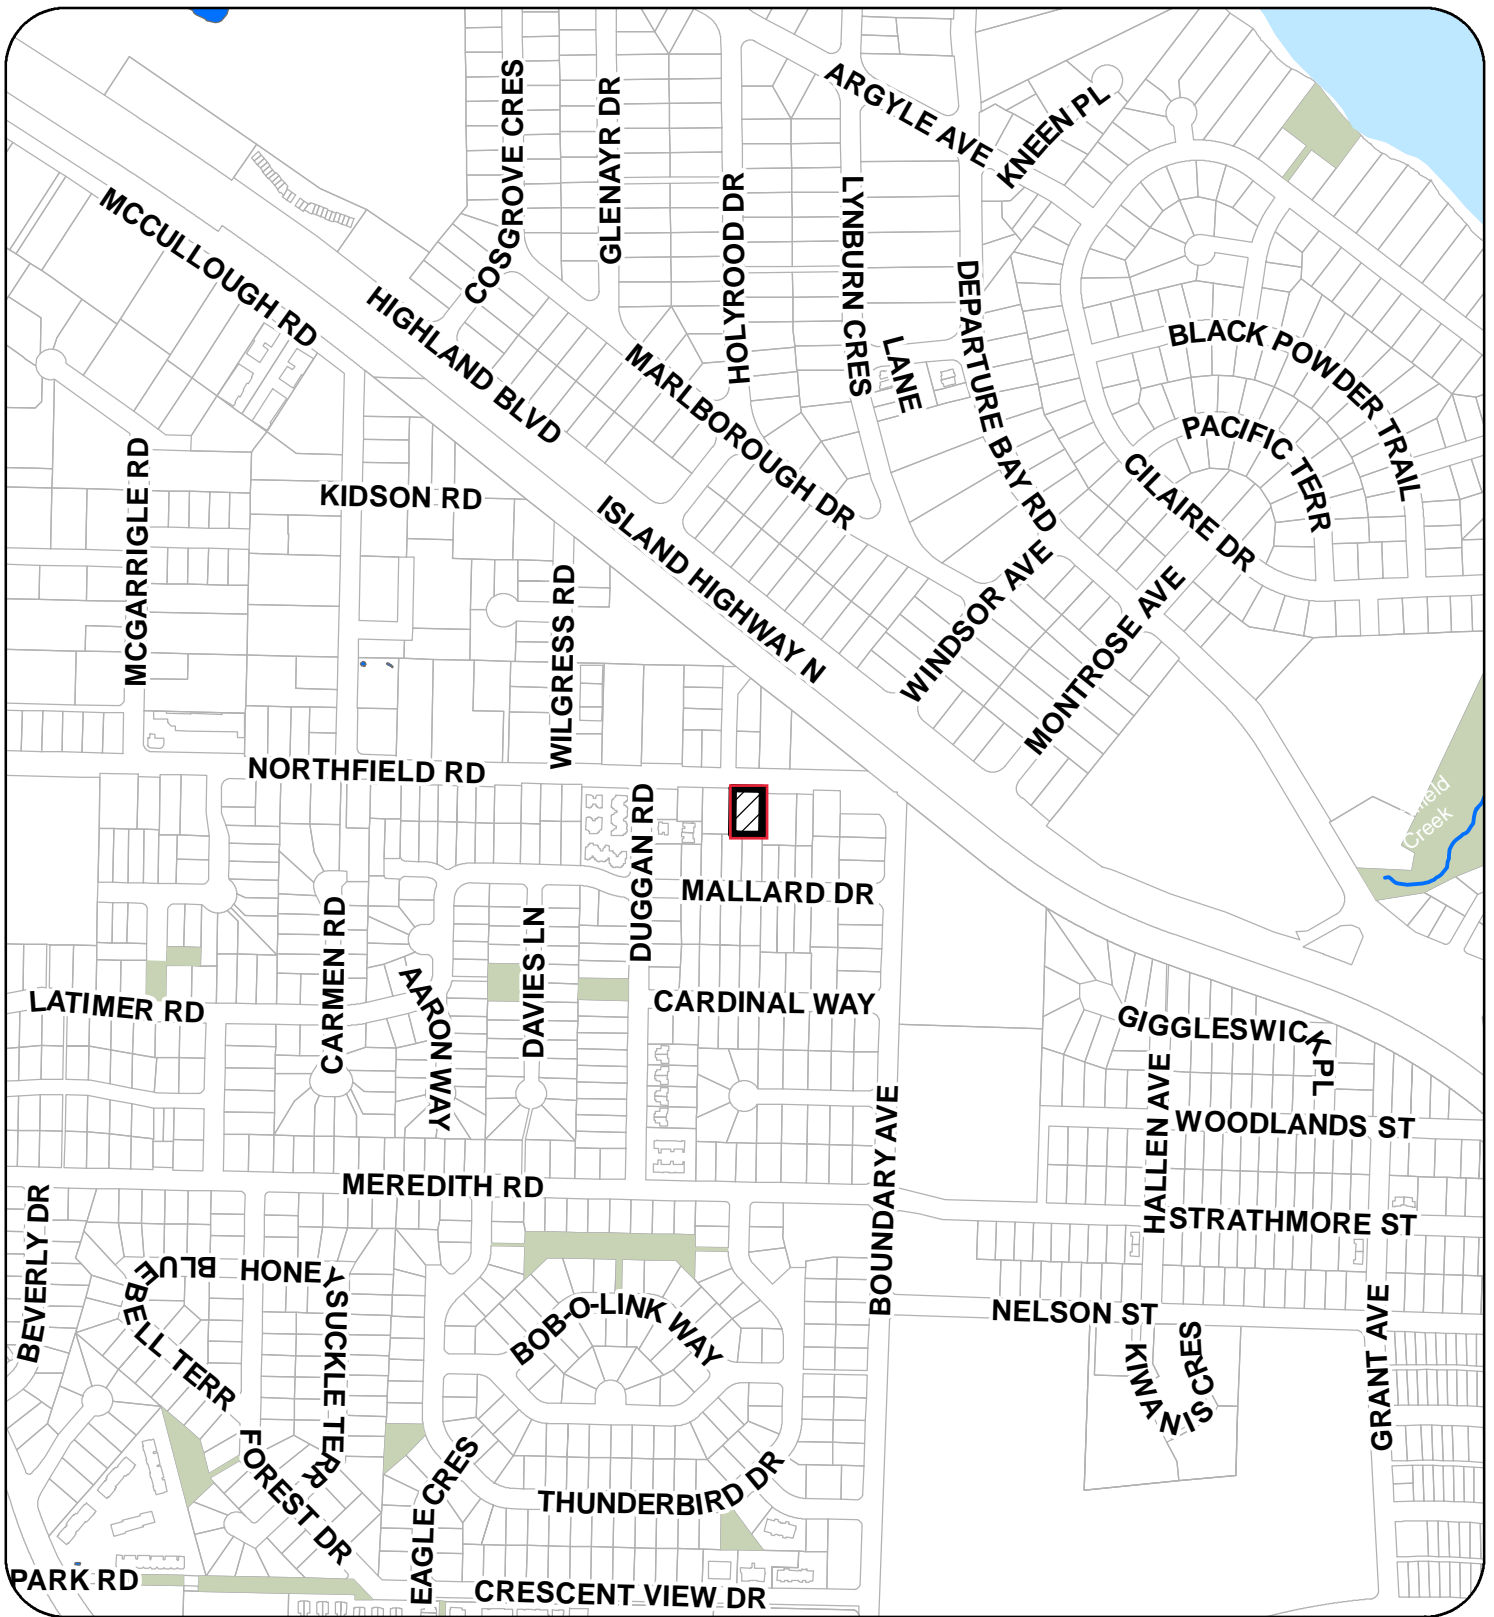 ARGYLE AVE
KNEEN PL
COSGROVE CRES
GLENAYR DR
HOLYROOD DR
LYNBURN CRES
MCCULLOUGH RD
HIGHLAND BLVD
MARLBOROUGH DR
LANE
DEPARTURE BAY RD
BLACK POWDER TRAIL
PACIFIC TERR
CILAIRE DR
MCGARRIGLE RD
KIDSON RD
ISLAND HIGHWAY N
WILGRESS RD
WINDSOR AVE
MONTROSE AVE
NORTHFIELD RD
DUGGAN RD
Creek
MALLARD DR
CARMEN RD
DAVIES LN
AARON WAY
LATIMER RD
CARDINAL WAY
GIGGLESWICK PL
HALLEN AVE
WOODLANDS ST
BOUNDARY AVE
MEREDITH RD
STRATHMORE ST
BEVERLY DR
BLUEBELL TERR
HONEYSUCKLE TERR
BOB-O-LINK WAY
NELSON ST
KIWANIS CRES
GRANT AVE
FOREST DR
EAGLE CRES
THUNDERBIRD DR
PARK RD
CRESCENT VIEW DR